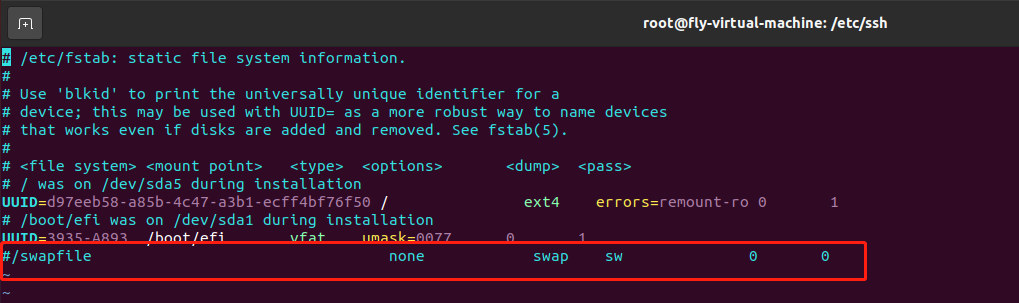 root@fly-virtual-machine: /etc/ssh
# /etc/fstab: static file system information.
#
# Use 'blkid' to print the universally unique identifier for a
# device; this may be used with UUID= as a more robust way to name devices
# that works even if disks are added and removed. See fstab(5).
#
# <file system> <mount point>   <type>  <options>       <dump>  <pass>
# / was on /dev/sda5 during installation
UUID=d97eeb58-a85b-4c47-a3b1-ecff4bf76f50 /               ext4    errors=remount-ro 0       1
# /boot/efi was on /dev/sda1 during installation
UUID=3935-A893  /boot/efi       vfat    umask=0077      0       1
#/swapfile                                 none            swap    sw              0       0
~
~